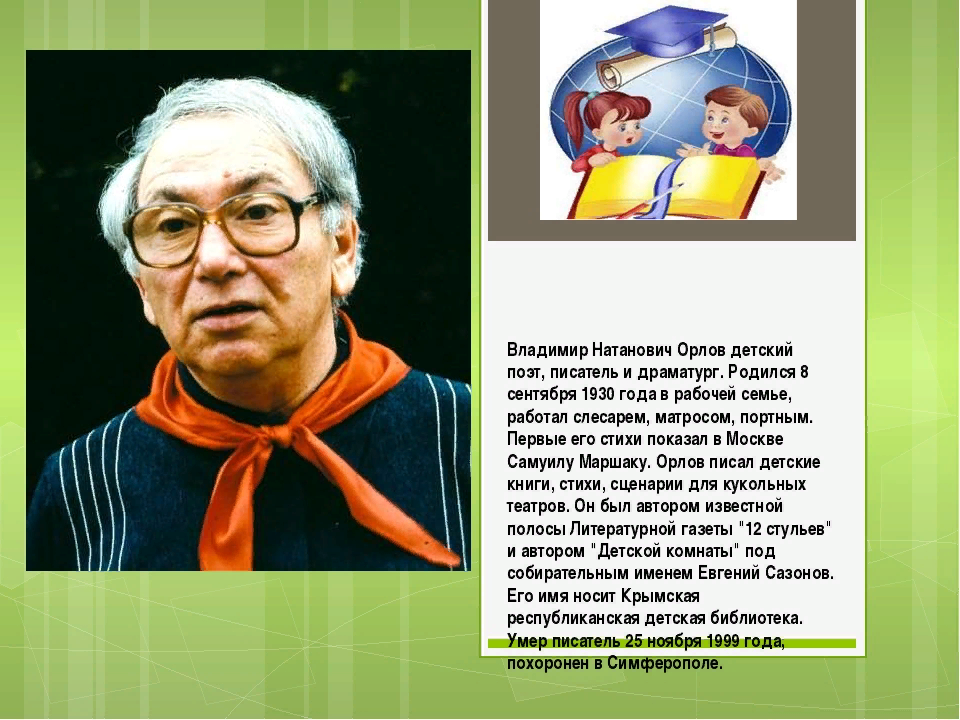 Владимир Натанович Орлов детский
поэт, писатель и драматург. Родился 8
сентября 1930 года в рабочей семье,
работал слесарем, матросом, портным.
Первые его стихи показал в Москве
Самуилу Маршаку. Орлов писал детские
книги, стихи, сценарии для кукольных
театров. Он был автором известной
полосы Литературной газеты "12 стульев"
и автором "Детской комнаты" под
собирательным именем Евгений Сазонов.
Его имя носит Крымская
республиканская детская библиотека.
Умер писатель 25 ноября 1999 года,
похоронен в Симферополе.